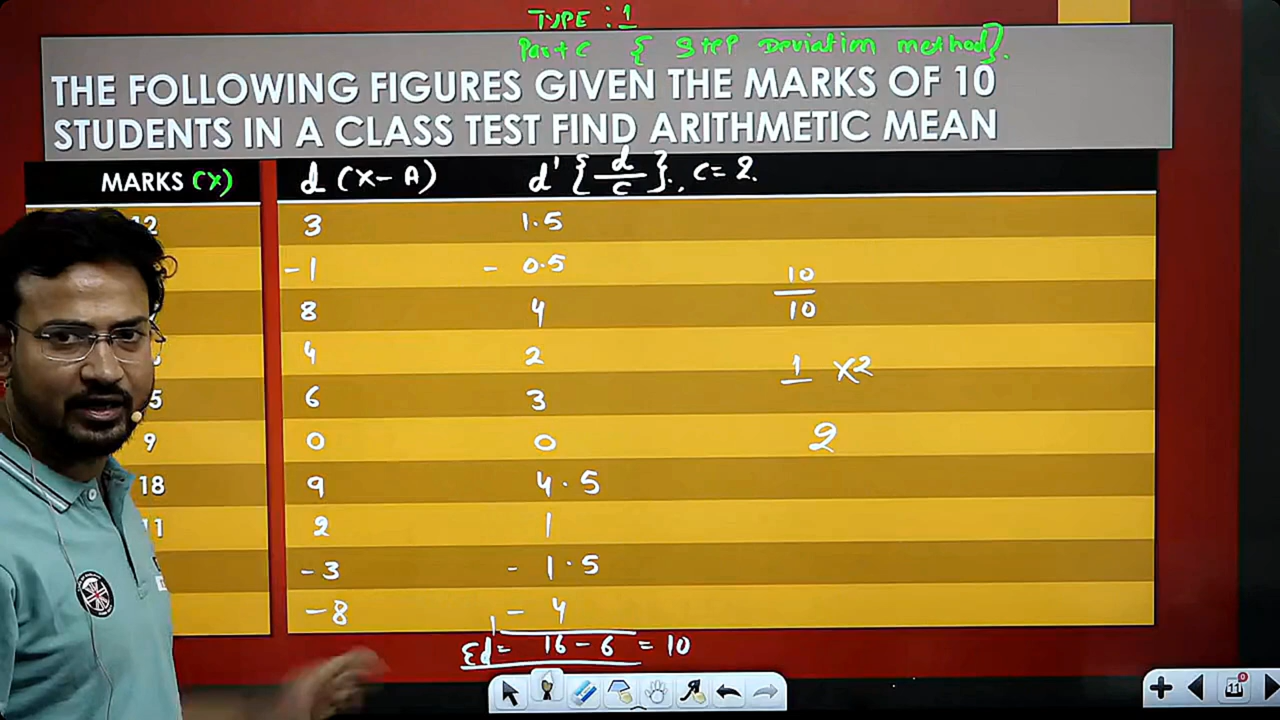 TYPE : 1
Part C { Step Deviation method}.
THE FOLLOWING FIGURES GIVEN THE MARKS OF 10
STUDENTS IN A CLASS TEST FIND ARITHMETIC MEAN
MARKS (X) d (X-A) d' { d/c }., c = 2.
12 3 1.5
-1 - 0.5
8 4
4 2
5 6 3
9 0 0
18 9 4.5
11 2 1
-3 - 1.5
-8 - 4
Σd' = 16 - 6 = 10
10
10
1 x2
2
11